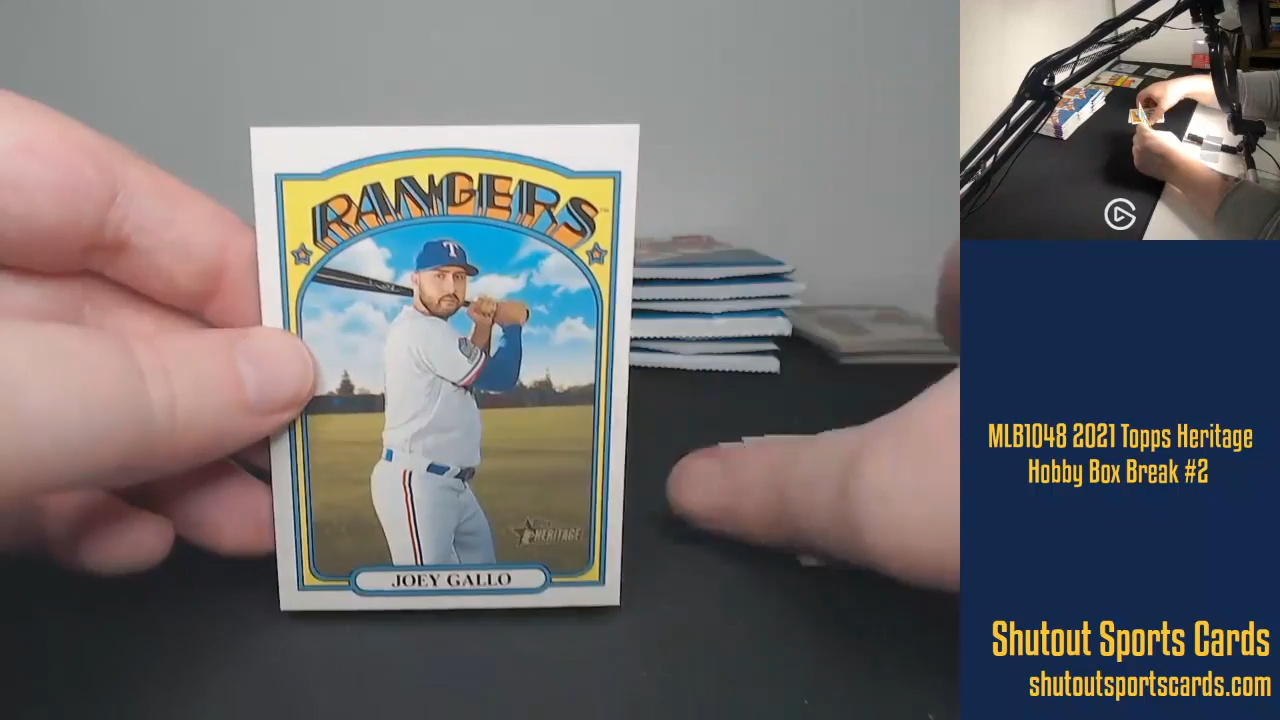 RANGERS
T
HERITAGE
JOEY GALLO
MLB1048 2021 Topps Heritage
Hobby Box Break #2
Shutout Sports Cards
shutoutsportscards.com